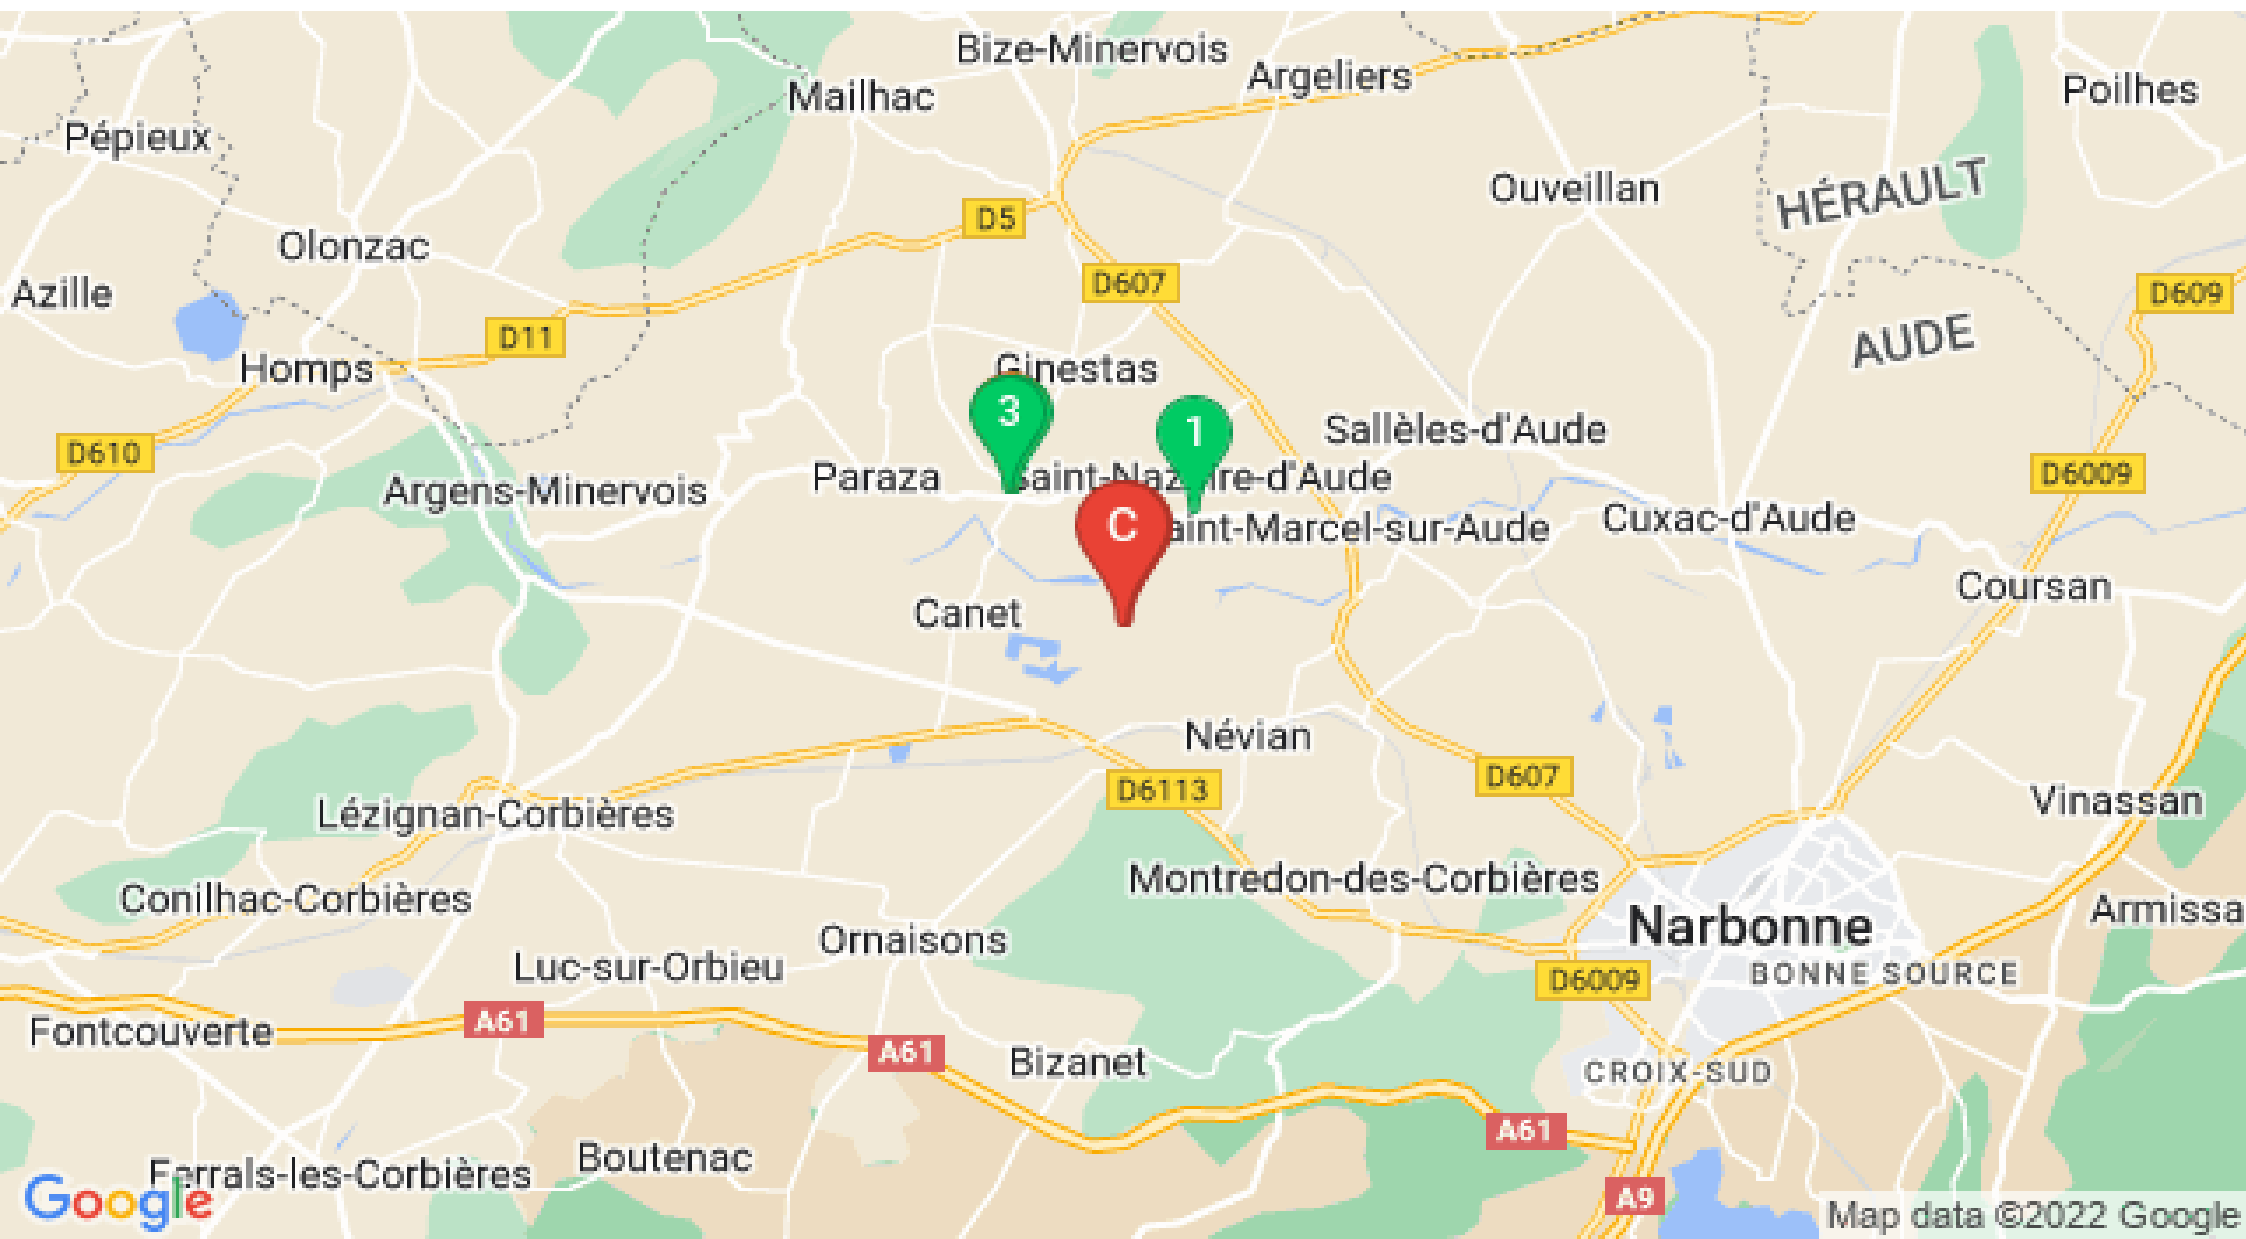 Bize-Minervois
Argeliers
Mailhac
Poilhes
Pépieux
Ouveillan
HÉRAULT
D5
Olonzac
D607
Azille
D609
D11
AUDE
Homps
Ginestas
3
1
Sallèles-d'Aude
D610
Paraza
D6009
Argens-Minervois
C
Cuxac-d'Aude
Coursan
Canet
Névian
D607
D6113
Vinassan
Lézignan-Corbières
Montredon-des-Corbières
Conilhac-Corbières
Armissa
Narbonne
Ornaisons
Luc-sur-Orbieu
BONNE SOURCE
D6009
A61
Fontcouverte
A61
Bizanet
CROIX-SUD
A61
Boutenac
Ferrals-les-Corbières
Google
A9
Map data ©2022 Google